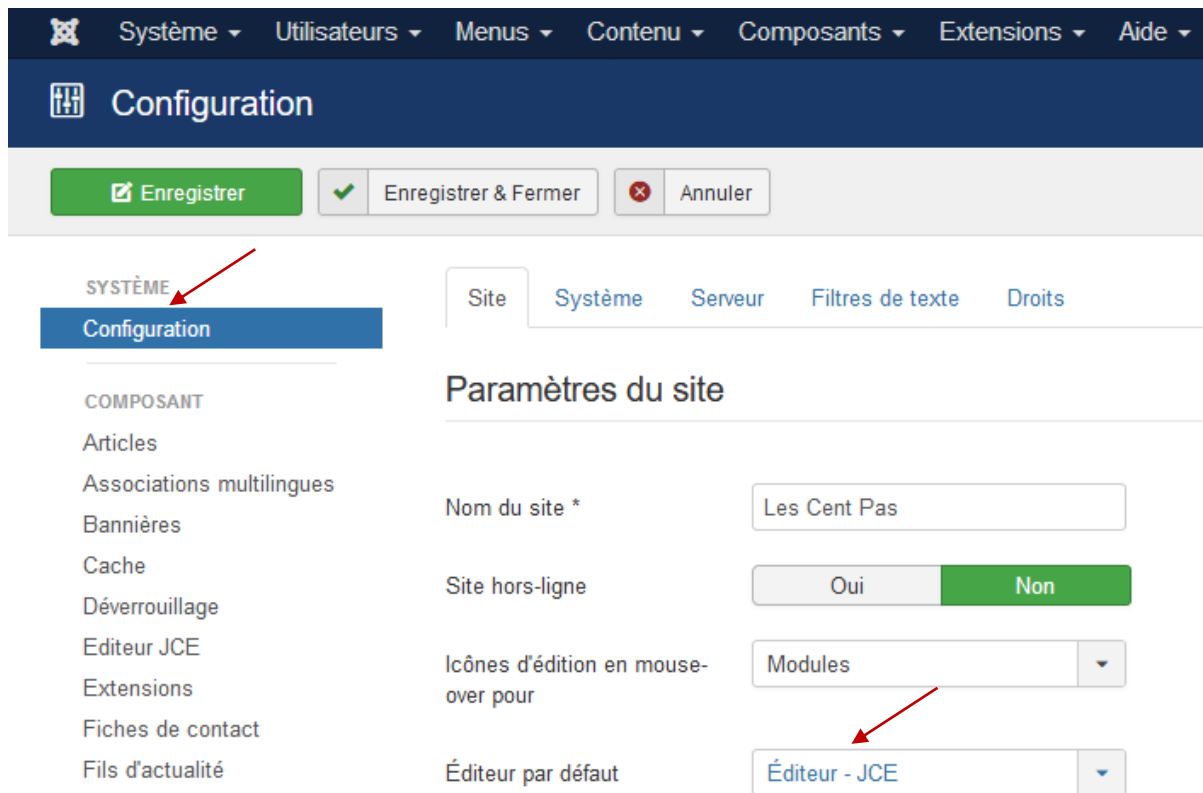 Système Utilisateurs Menus Contenu Composants Extensions Aide
Configuration
Enregistrer Enregistrer & Fermer Annuler
SYSTÈME
Configuration
COMPOSANT
Articles
Associations multilingues
Bannières
Cache
Déverrouillage
Editeur JCE
Extensions
Fiches de contact
Fils d'actualité
Site Système Serveur Filtres de texte Droits
Paramètres du site
Nom du site * Les Cent Pas
Site hors-ligne Oui Non
Icônes d'édition en mouse-
over pour
Modules
Éditeur par défaut Éditeur - JCE